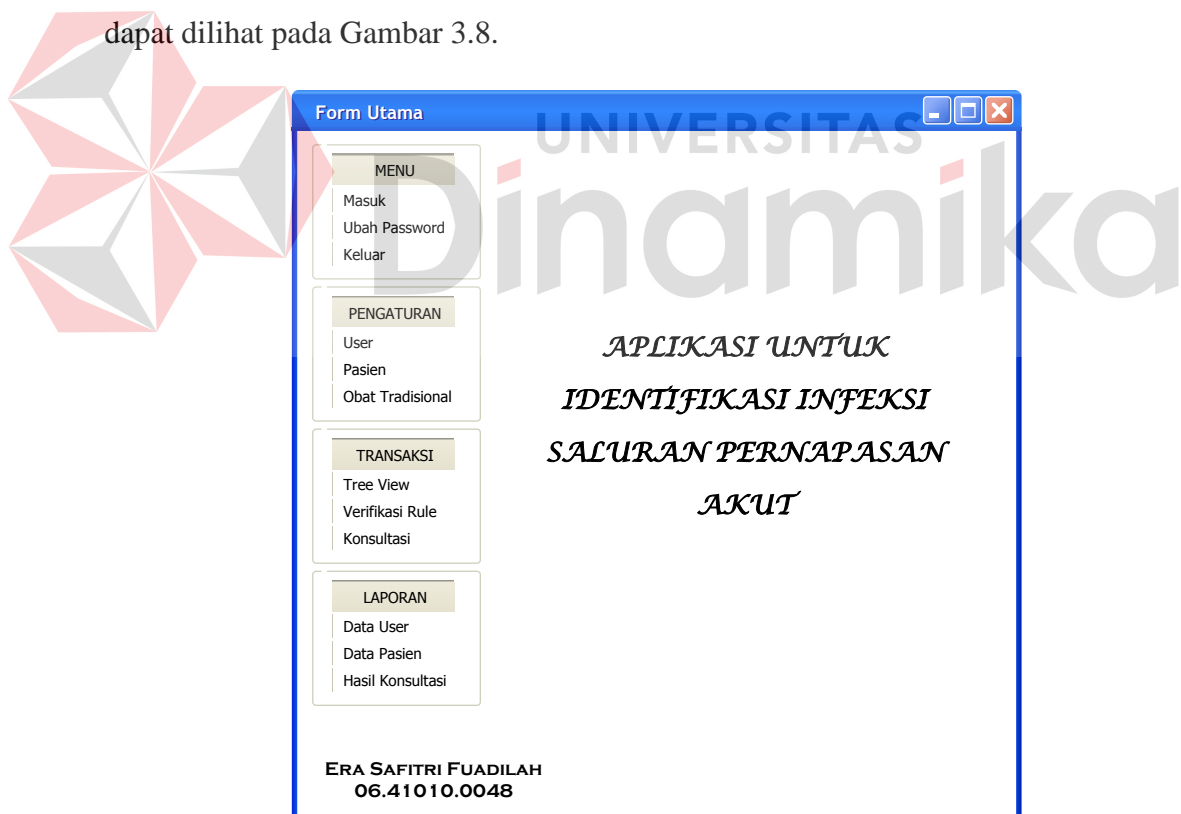 dapat dilihat pada Gambar 3.8.
Form Utama
UNIVERSITAS
Dinamika
MENU
Masuk
Ubah Password
Keluar
PENGATURAN
User
Pasien
Obat Tradisional
TRANSAKSI
Tree View
Verifikasi Rule
Konsultasi
LAPORAN
Data User
Data Pasien
Hasil Konsultasi
APLIKASI UNTUK
IDENTIFIKASI INFEKSI
SALURAN PERNAPASAN
AKUT
ERA SAFITRI FUADILAH
06.41010.0048